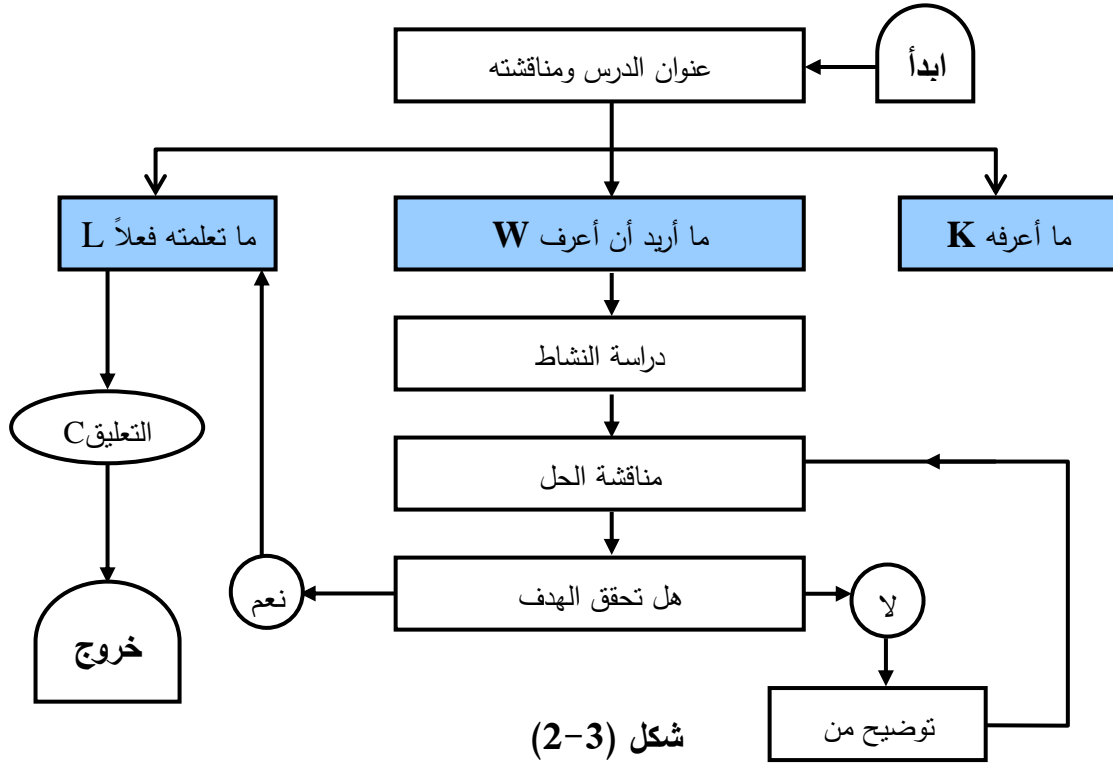 ابدأ
عنوان الدرس ومناقشته
ما أعرفه K
ما أريد أن أعرف W
ما تعلمته فعلاً L
دراسة النشاط
التعليقC
مناقشة الحل
هل تحقق الهدف
نعم
لا
خروج
توضيح من
شكل (3-2)